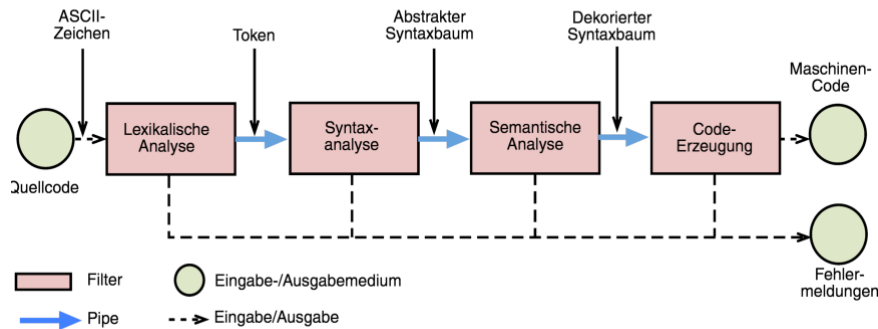 ASCII-
Zeichen
Token
Abstrakter
Syntaxbaum
Dekorierter
Syntaxbaum
Maschinen-
Code
Lexikalische
Analyse
Syntax-
analyse
Semantische
Analyse
Code-
Erzeugung
Quellcode
Fehler-
meldungen
Filter
Eingabe-/Ausgabemedium
Pipe
Eingabe/Ausgabe